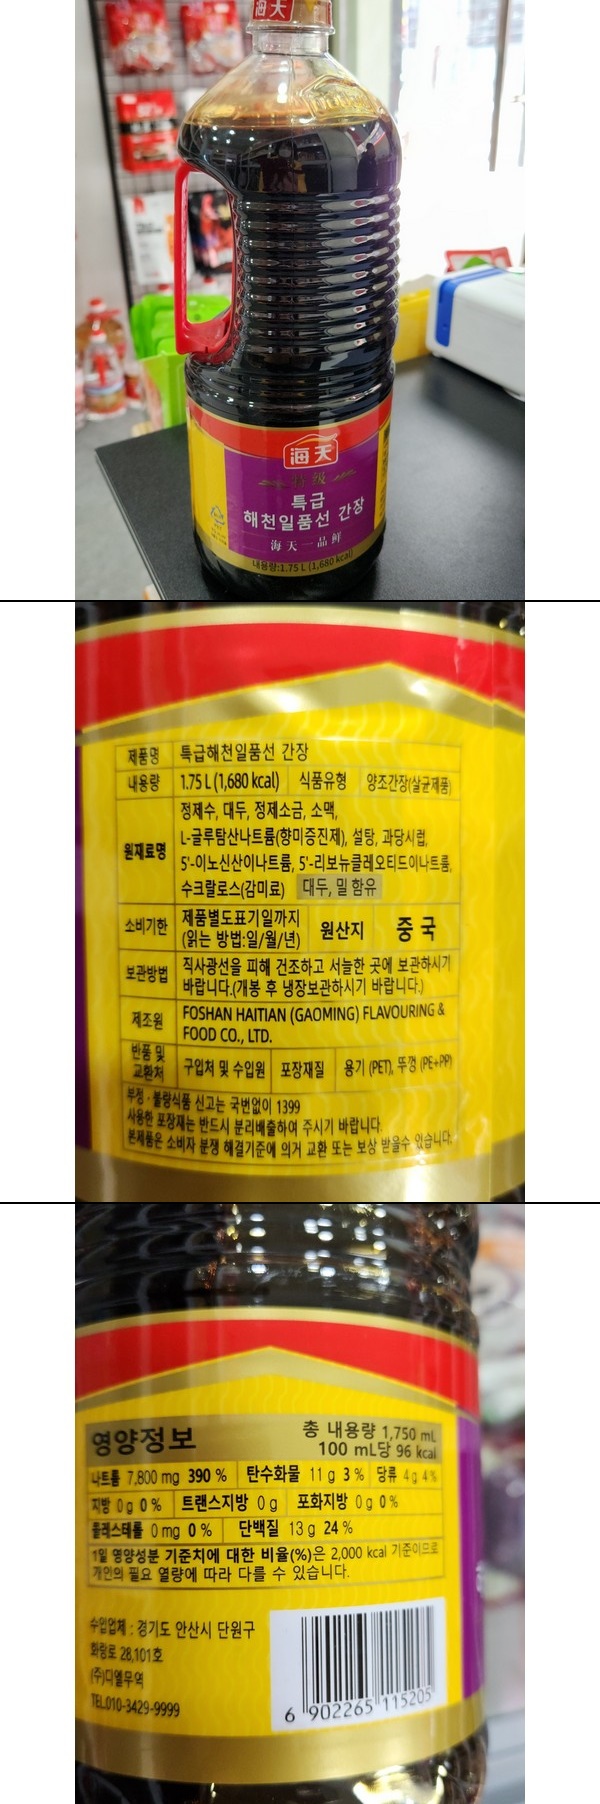 海天
海天
特级
특급
해천일품선 간장
海天一品鲜
내용량:1.75 L (1,680 kcal)
제품명 특급해천일품선 간장
내용량 1.75 L (1,680 kcal) 식품유형 양조간장(살균제품)
원재료명 정제수, 대두, 정제소금, 소맥,
L-글루탐산나트륨(향미증진제), 설탕, 과당시럽,
5'-이노신산이나트륨, 5'-리보뉴클레오티드이나트륨,
수크랄로스(감미료) 대두, 밀 함유
소비기한 제품별도표기일까지
(읽는 방법:일/월/년) 원산지 중국
보관방법 직사광선을 피해 건조하고 서늘한 곳에 보관하시기
바랍니다.(개봉 후 냉장보관하시기 바랍니다.)
제조원 FOSHAN HAITIAN (GAOMING) FLAVOURING &
FOOD CO., LTD.
반품 및
교환처 구입처 및 수입원 포장재질 용기 (PET), 뚜껑 (PE+PP)
부정·불량식품 신고는 국번없이 1399
사용한 포장재는 반드시 분리배출하여 주시기 바랍니다.
본제품은 소비자 분쟁 해결기준에 의거 교환 또는 보상 받을수 있습니다.
영양정보 총 내용량 1,750 mL
100 mL당 96 kcal
나트륨 7,800 mg 390 % 탄수화물 11 g 3 % 당류 4 g 4 %
지방 0 g 0 % 트랜스지방 0 g 포화지방 0 g 0 %
콜레스테롤 0 mg 0 % 단백질 13 g 24 %
1일 영양성분 기준치에 대한 비율(%)은 2,000 kcal 기준이므로
개인의 필요 열량에 따라 다를 수 있습니다.
수입업체 : 경기도 안산시 단원구
화랑로 28,101호
(주)디엘무역
TEL.010-3429-9999
6 902265 115205